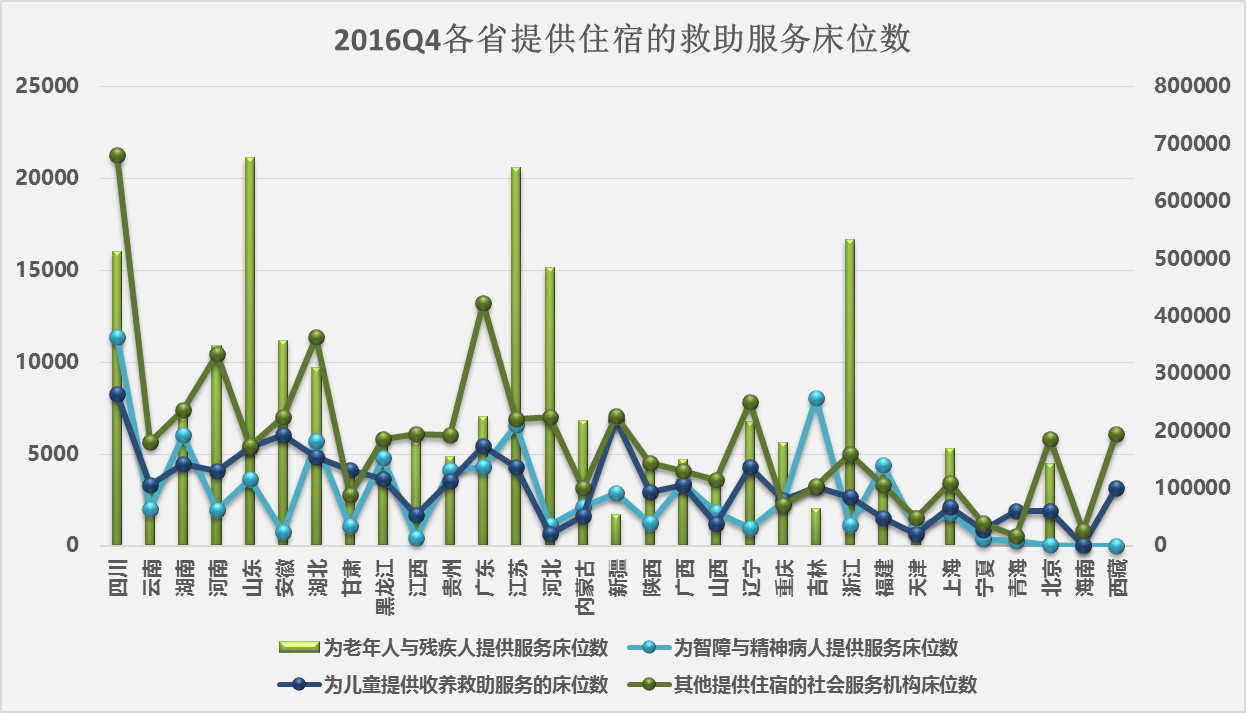 2016Q4各省提供住宿的救助服务床位数
25000
20000
15000
10000
5000
0
800000
700000
600000
500000
400000
300000
200000
100000
0
四川
云南
湖南
河南
山东
安徽
湖北
甘肃
黑龙江
江西
贵州
广东
江苏
河北
内蒙古
新疆
陕西
广西
山西
辽宁
重庆
吉林
浙江
福建
天津
上海
宁夏
青海
北京
海南
西藏
为老年人与残疾人提供服务床位数
为智障与精神病人提供服务床位数
为儿童提供收养救助服务的床位数
其他提供住宿的社会服务机构床位数